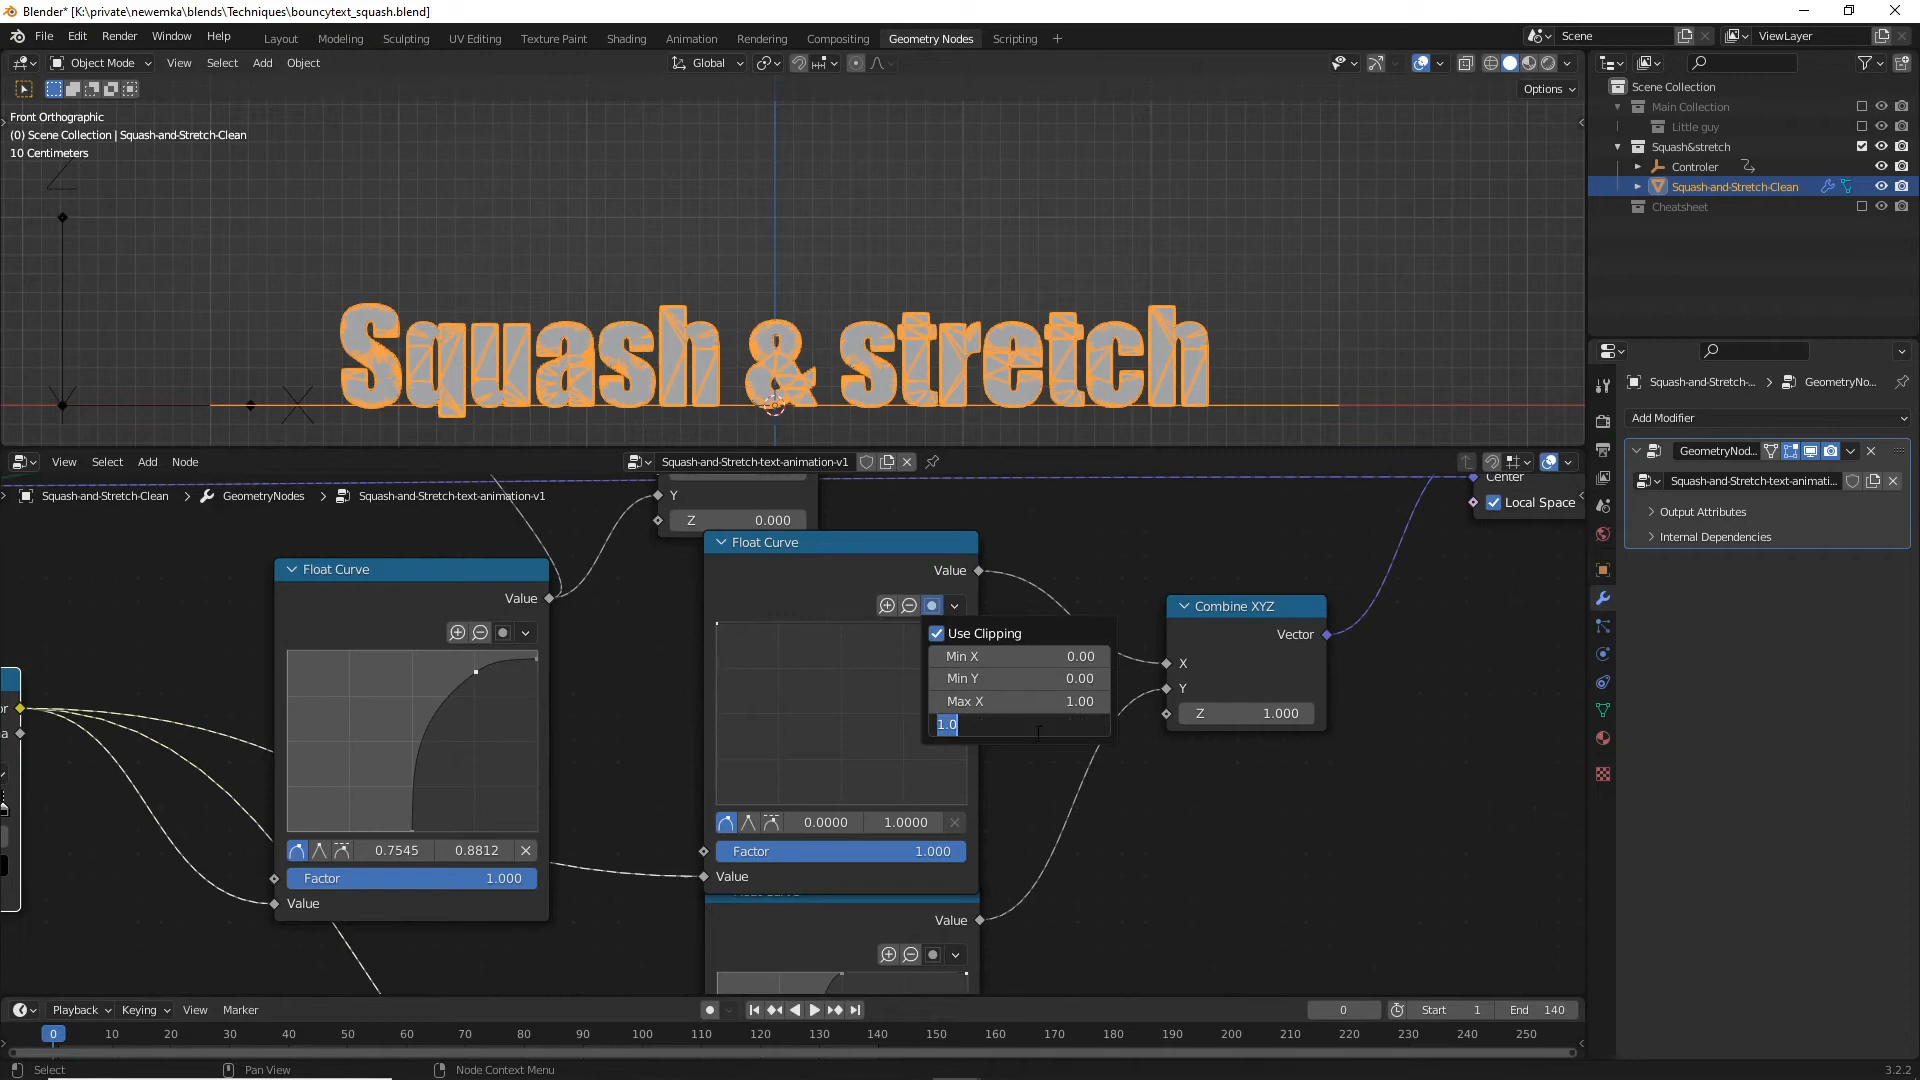 Blender* [K:\private\newemka\blends\Techniques\bouncytext_squash.blend]
File Edit Render Window Help Layout Modeling Sculpting UV Editing Texture Paint Shading Animation Rendering Compositing Geometry Nodes Scripting + Scene ViewLayer
Object Mode View Select Add Object Global
Options
Front Orthographic
(0) Scene Collection | Squash-and-Stretch-Clean
10 Centimeters
Squash & stretch
Scene Collection
Main Collection
Little guy
Squash&stretch
Controler
Squash-and-Stretch-Clean
Cheatsheet
Squash-and-Stretch-... GeometryNo...
Add Modifier
GeometryNod...
Squash-and-Stretch-text-animati...
Output Attributes
Internal Dependencies
View Select Add Node Squash-and-Stretch-text-animation-v1
Squash-and-Stretch-Clean GeometryNodes Squash-and-Stretch-text-animation-v1
Y
Z 0.000
Center
Local Space
Float Curve
Value
0.7545 0.8812
Factor 1.000
Value
Float Curve
Value
Use Clipping
Min X 0.00
Min Y 0.00
Max X 1.00
1.0
0.0000 1.0000
Factor 1.000
Value
Value
Combine XYZ
Vector
X
Y
Z 1.000
Playback Keying View Marker 0 Start 1 End 140
0 10 20 30 40 50 60 70 80 90 100 110 120 130 140 150 160 170 180 190 200 210 220 230 240 250
Select Pan View Node Context Menu 3.2.2